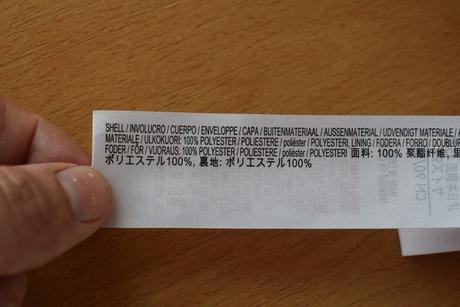 SHELL / INVOLUCRO / CUERPO / ENVELOPPE / CAPA / BUITENMATERIAAL / AUSSENMATERIAL / UDVENDIGT MATERIALE /
MATERIALE / ULKOKUORI: 100% POLYESTER / POLIESTERE / poliéster / POLYESTERI, LINING / FODERA / FORRO / DOUBLUR
FODER / FÓR / VUORAUS: 100% POLYESTER / POLIESTERE / poliéster / POLYESTERI 面料: 100% 聚酯纤维, 里
ポリエステル100%, 裏地: ポリエステル100%